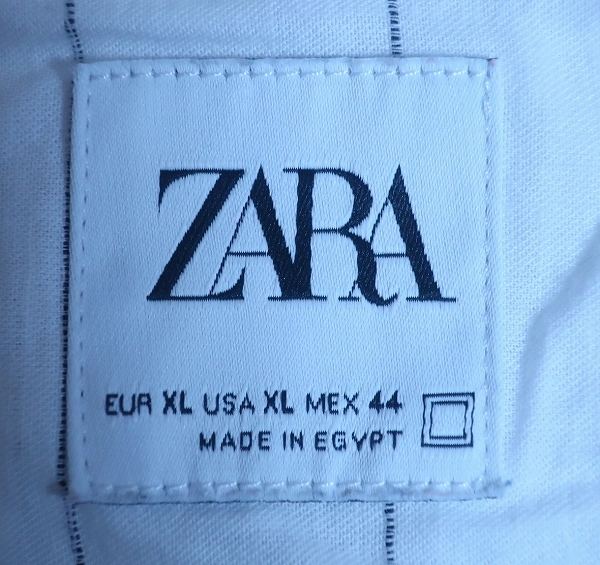 ZARA
EUR XL USA XL MEX 44
MADE IN EGYPT